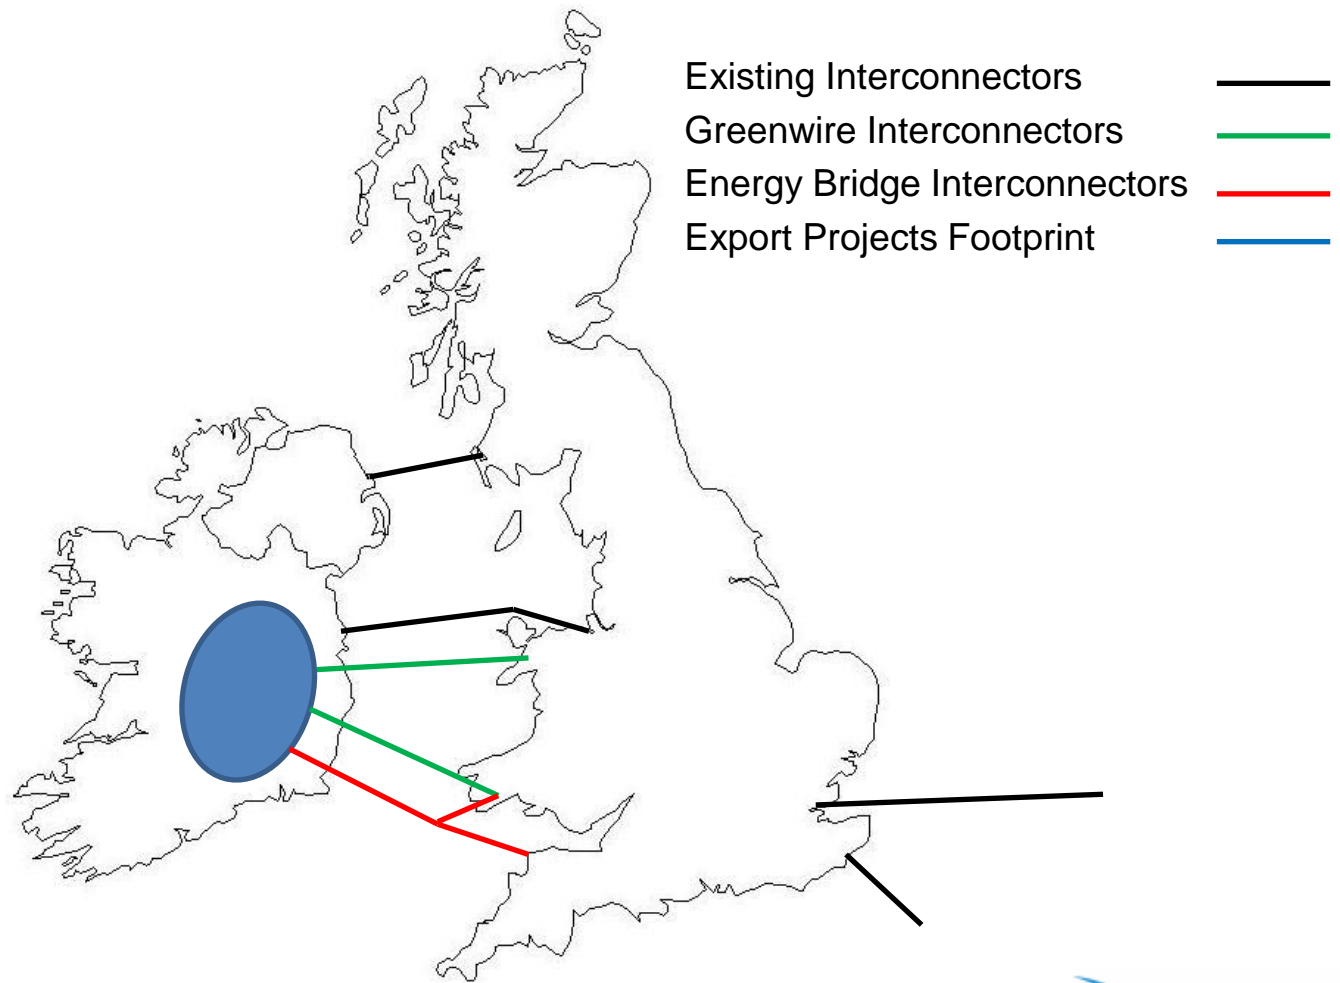 Existing Interconnectors
Greenwire Interconnectors
Energy Bridge Interconnectors
Export Projects Footprint